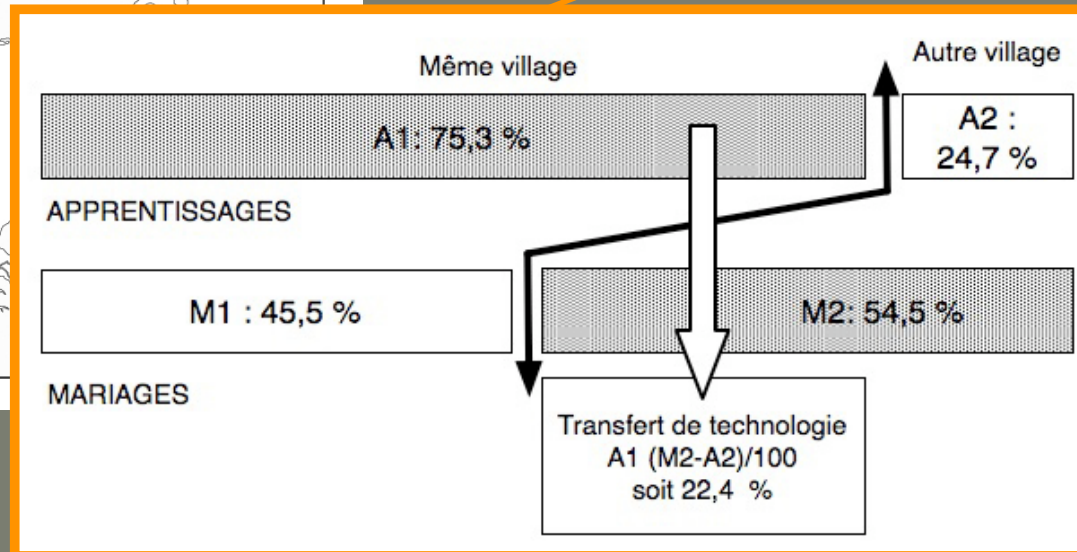 Même village
Autre village
A1: 75,3 %
A2 :
24,7 %
APPRENTISSAGES
M1 : 45,5 %
M2: 54,5 %
MARIAGES
Transfert de technologie
A1 (M2-A2)/100
soit 22,4 %